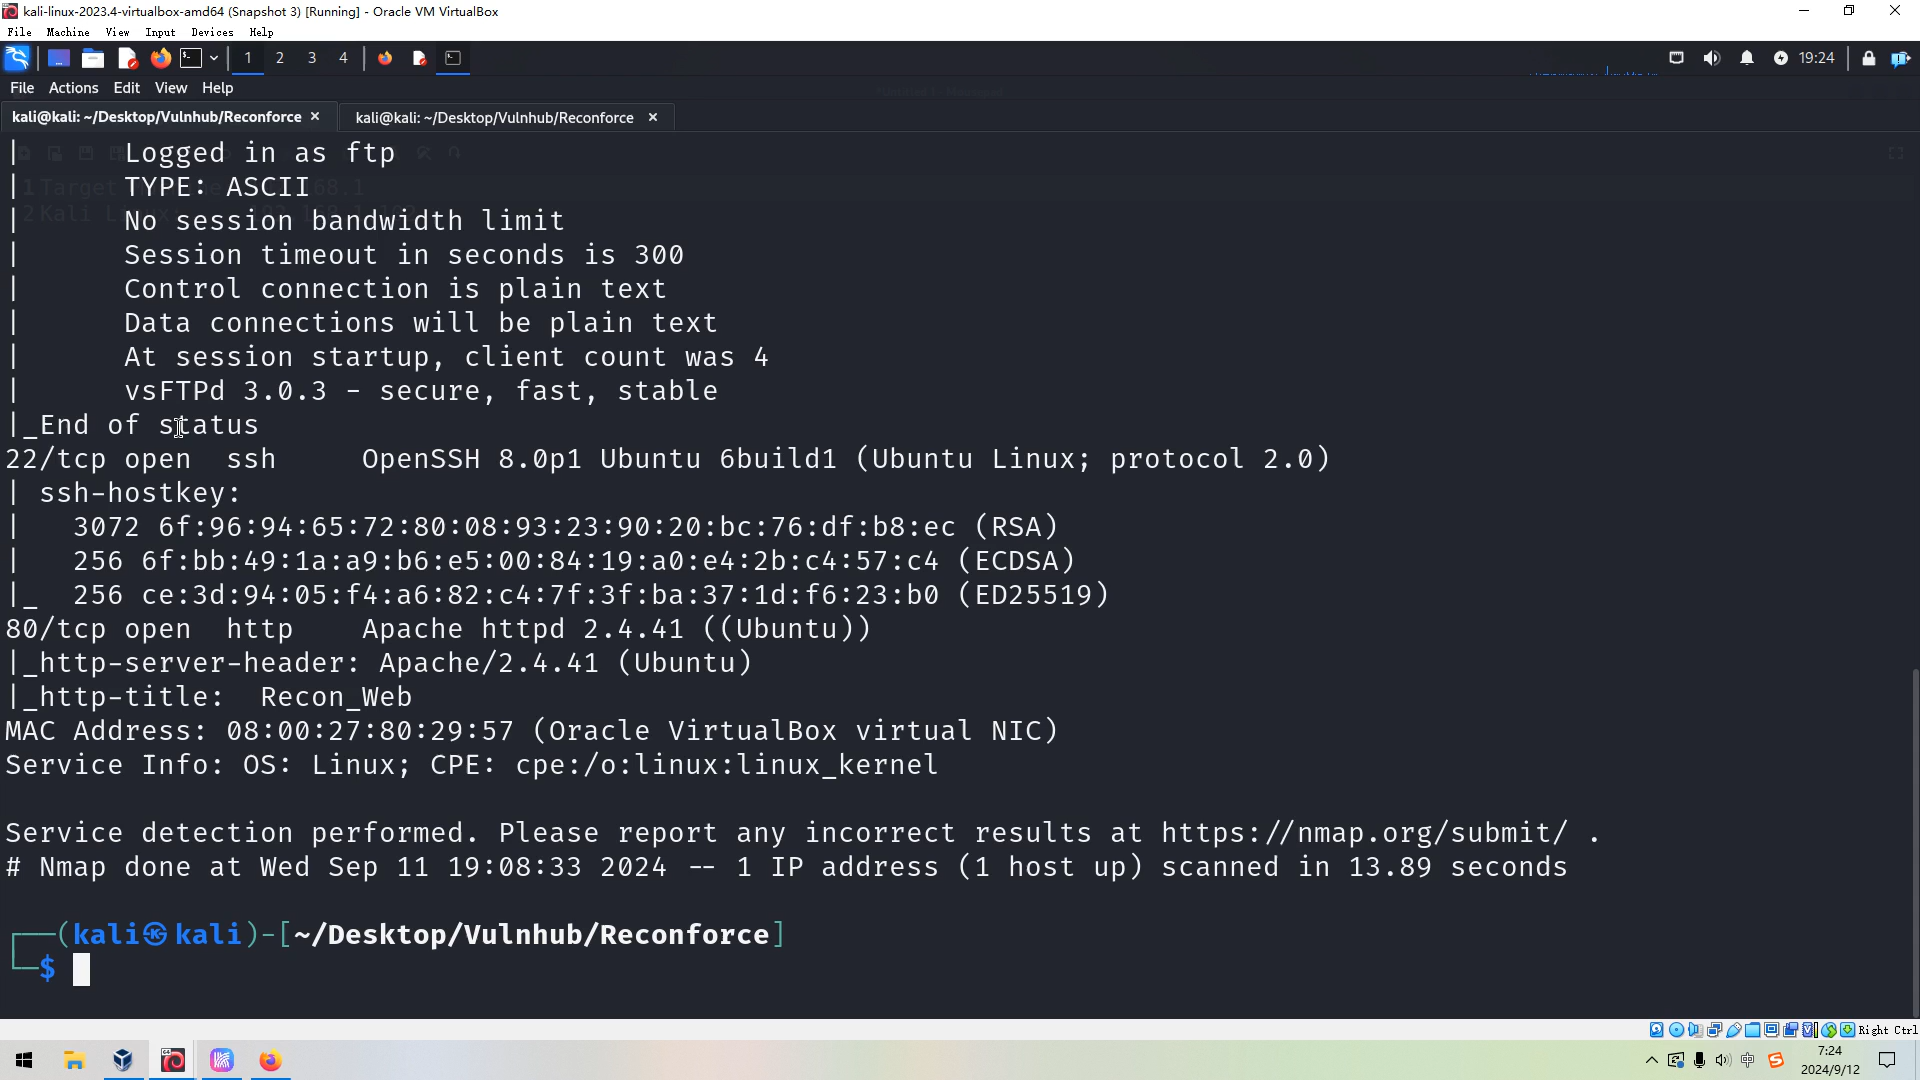 kali-linux-2023.4-virtualbox-amd64 (Snapshot 3) [Running] - Oracle VM VirtualBox
File Machine View Input Devices Help
1 2 3 4 19:24
File Actions Edit View Help
kali@kali: ~/Desktop/Vulnhub/Reconforce × kali@kali: ~/Desktop/Vulnhub/Reconforce ×
| Logged in as ftp
| TYPE: ASCII
| No session bandwidth limit
| Session timeout in seconds is 300
| Control connection is plain text
| Data connections will be plain text
| At session startup, client count was 4
| vsFTPd 3.0.3 - secure, fast, stable
|_End of status
22/tcp open ssh OpenSSH 8.0p1 Ubuntu 6build1 (Ubuntu Linux; protocol 2.0)
| ssh-hostkey:
| 3072 6f:96:94:65:72:80:08:93:23:90:20:bc:76:df:b8:ec (RSA)
| 256 6f:bb:49:1a:a9:b6:e5:00:84:19:a0:e4:2b:c4:57:c4 (ECDSA)
|_ 256 ce:3d:94:05:f4:a6:82:c4:7f:3f:ba:37:1d:f6:23:b0 (ED25519)
80/tcp open http Apache httpd 2.4.41 ((Ubuntu))
|_http-server-header: Apache/2.4.41 (Ubuntu)
|_http-title: Recon_Web
MAC Address: 08:00:27:80:29:57 (Oracle VirtualBox virtual NIC)
Service Info: OS: Linux; CPE: cpe:/o:linux:linux_kernel
Service detection performed. Please report any incorrect results at https://nmap.org/submit/ .
# Nmap done at Wed Sep 11 19:08:33 2024 -- 1 IP address (1 host up) scanned in 13.89 seconds
┌──(kali㉿kali)-[~/Desktop/Vulnhub/Reconforce]
└─$
Right Ctrl
中
7:24
2024/9/12